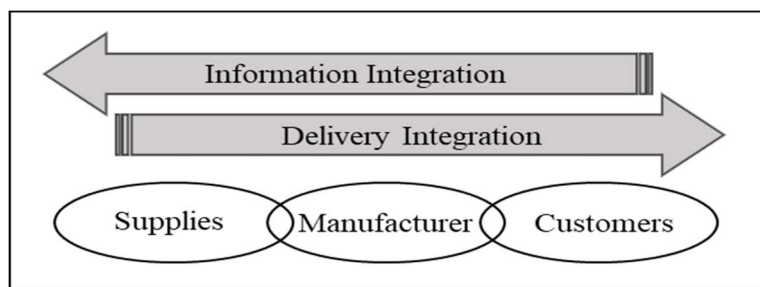 Information Integration
Delivery Integration
Supplies Manufacturer Customers